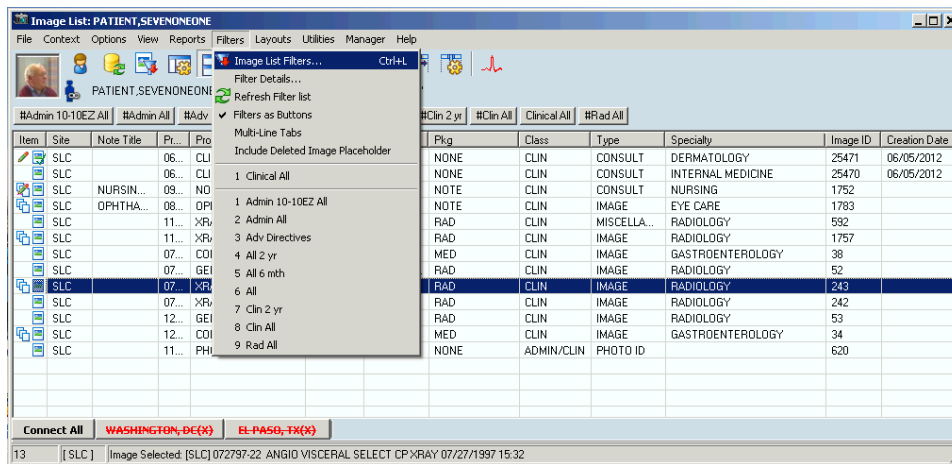 Image List: PATIENT,SEVENONEONE
File Context Options View Reports Filters Layouts Utilities Manager Help
Image List Filters... Ctrl+L
Filter Details...
PATIENT,SEVENONEONE
Refresh Filter list
#Admin 10-10EZ All #Admin All #Adv #Clin 2 yr #Clin All Clinical All #Rad All
Filters as Buttons
Multi-Line Tabs
Include Deleted Image Placeholder
1 Clinical All
1 Admin 10-10EZ All
2 Admin All
3 Adv Directives
4 All 2 yr
5 All 6 mth
6 All
7 Clin 2 yr
8 Clin All
9 Rad All
Item Site Note Title Pr... Pro Pkg Class Type Specialty Image ID Creation Date
SLC 06... CLI NONE CLIN CONSULT DERMATOLOGY 25471 06/05/2012
SLC 06... CLI NONE CLIN CONSULT INTERNAL MEDICINE 25470 06/05/2012
SLC NURSIN... 09... NO NOTE CLIN CONSULT NURSING 1752
SLC OPHTHA... 08... OPI NOTE CLIN IMAGE EYE CARE 1783
SLC 11... XR RAD CLIN MISCELLA... RADIOLOGY 592
SLC 11... XR RAD CLIN IMAGE RADIOLOGY 1757
SLC 07... COI MED CLIN IMAGE GASTROENTEROLOGY 38
SLC 07... GEI RAD CLIN IMAGE RADIOLOGY 52
SLC 07... XR RAD CLIN IMAGE RADIOLOGY 243
SLC 07... XR RAD CLIN IMAGE RADIOLOGY 242
SLC 12... GEI RAD CLIN IMAGE RADIOLOGY 53
SLC 12... COI MED CLIN IMAGE GASTROENTEROLOGY 34
SLC 11... PHI NONE ADMIN/CLIN PHOTO ID 620
Connect All WASHINGTON, DC(X) EL PASO, TX(X)
13 [ SLC ] Image Selected: [SLC] 072797-22 ANGIO VISCERAL SELECT CP XRAY 07/27/1997 15:32